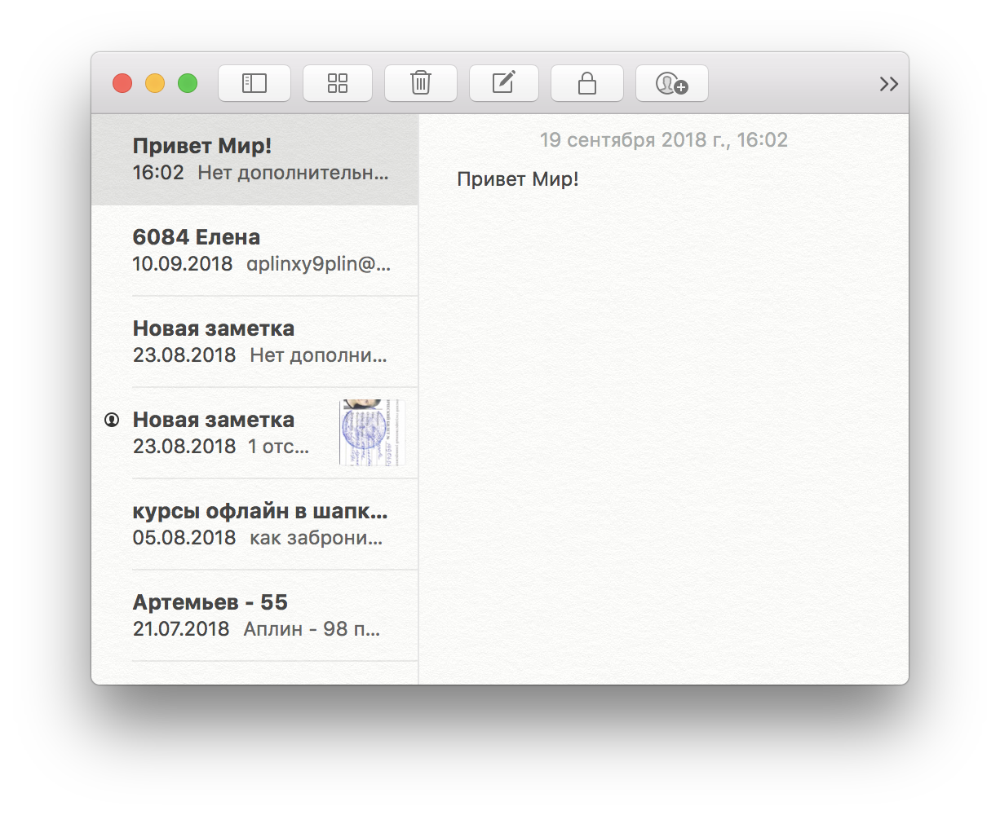 Привет Мир!
16:02 Нет дополнительн...
6084 Елена
10.09.2018 aplinxy9plin@...
Новая заметка
23.08.2018 Нет дополни...
Новая заметка
23.08.2018 1 отс...
курсы офлайн в шапк...
05.08.2018 как заброни...
Артемьев - 55
21.07.2018 Аплин - 98 п...
19 сентября 2018 г., 16:02
Привет Мир!